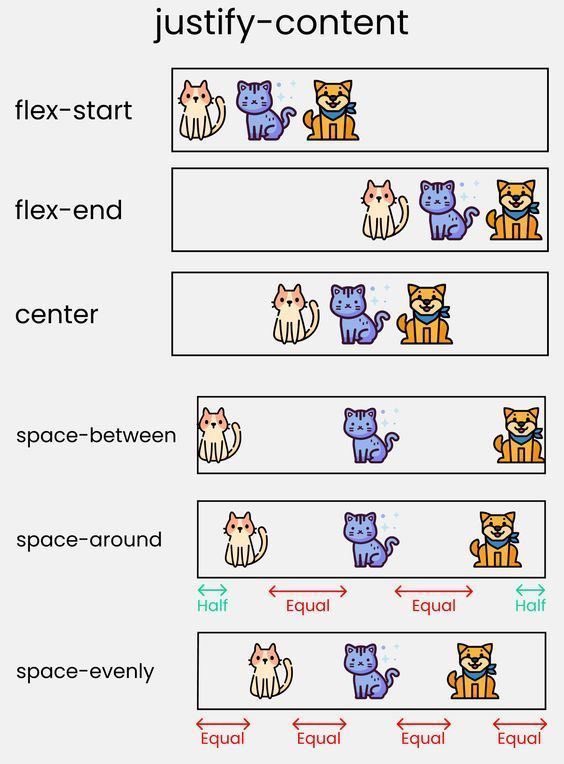 justify-content
flex-start
flex-end
center
space-between
space-around
Half Equal Equal Half
space-evenly
Equal Equal Equal Equal